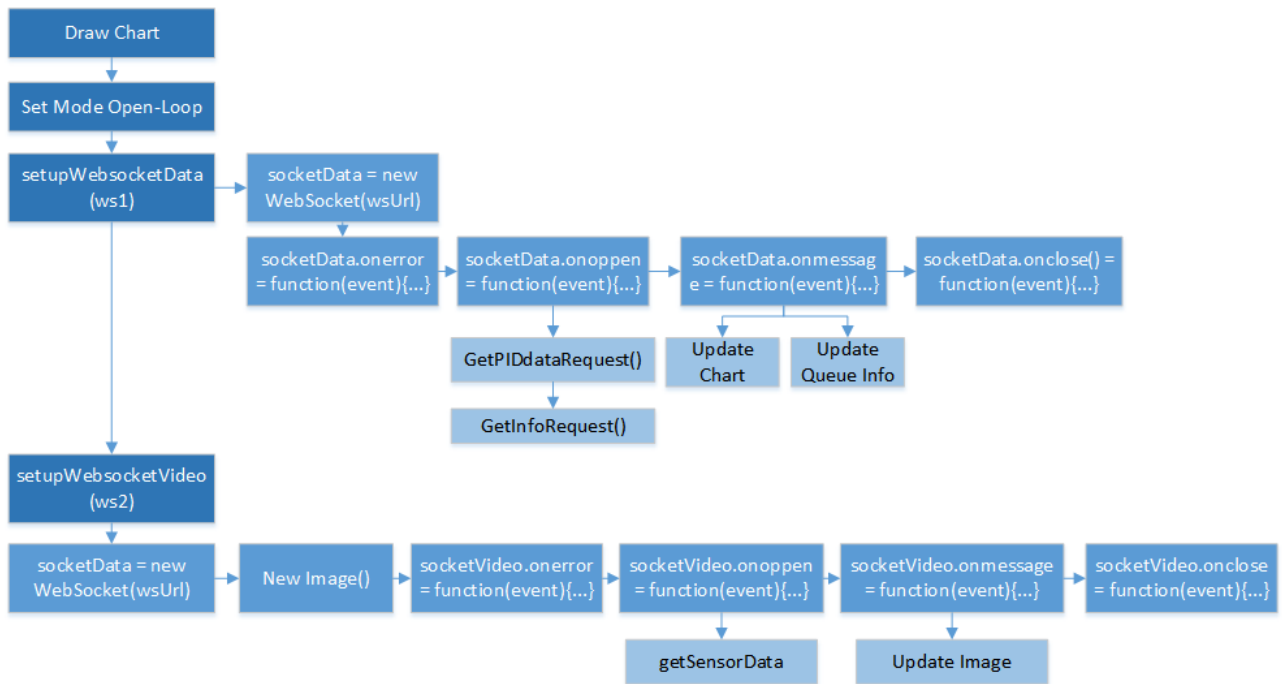 Draw Chart
Set Mode Open-Loop
setupWebsocketData
(ws1)
socketData = new
WebSocket(wsUrl)
socketData.onerror
= function(event){...}
socketData.onoppen
= function(event){...}
socketData.onmessag
e = function(event){...}
socketData.onclose() =
function(event){...}
GetPIDdataRequest()
Update
Chart
Update
Queue Info
GetInfoRequest()
setupWebsocketVideo
(ws2)
socketData = new
WebSocket(wsUrl)
New Image()
socketVideo.onerror
= function(event){...}
socketVideo.onoppen
= function(event){...}
socketVideo.onmessage
= function(event){...}
socketVideo.onclose
= function(event){...}
getSensorData
Update Image